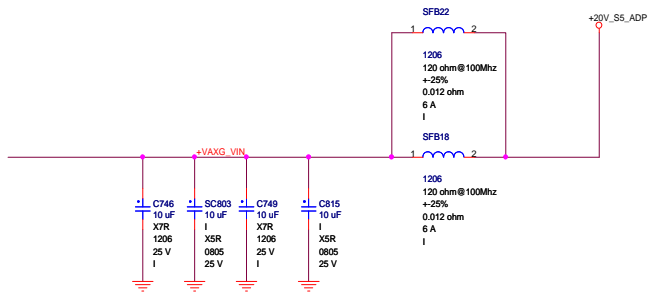 SFB22
+20V_S5_ADP
1 2
1206
120 ohm@100Mhz
+-25%
0.012 ohm
6 A
I
SFB18
+VAXG_VIN
1 2
1206
120 ohm@100Mhz
+-25%
0.012 ohm
6 A
I
C746
10 uF
X7R
1206
25 V
I
SC803
10 uF
I
X5R
0805
25 V
C749
10 uF
X7R
1206
25 V
I
C815
10 uF
I
X5R
0805
25 V